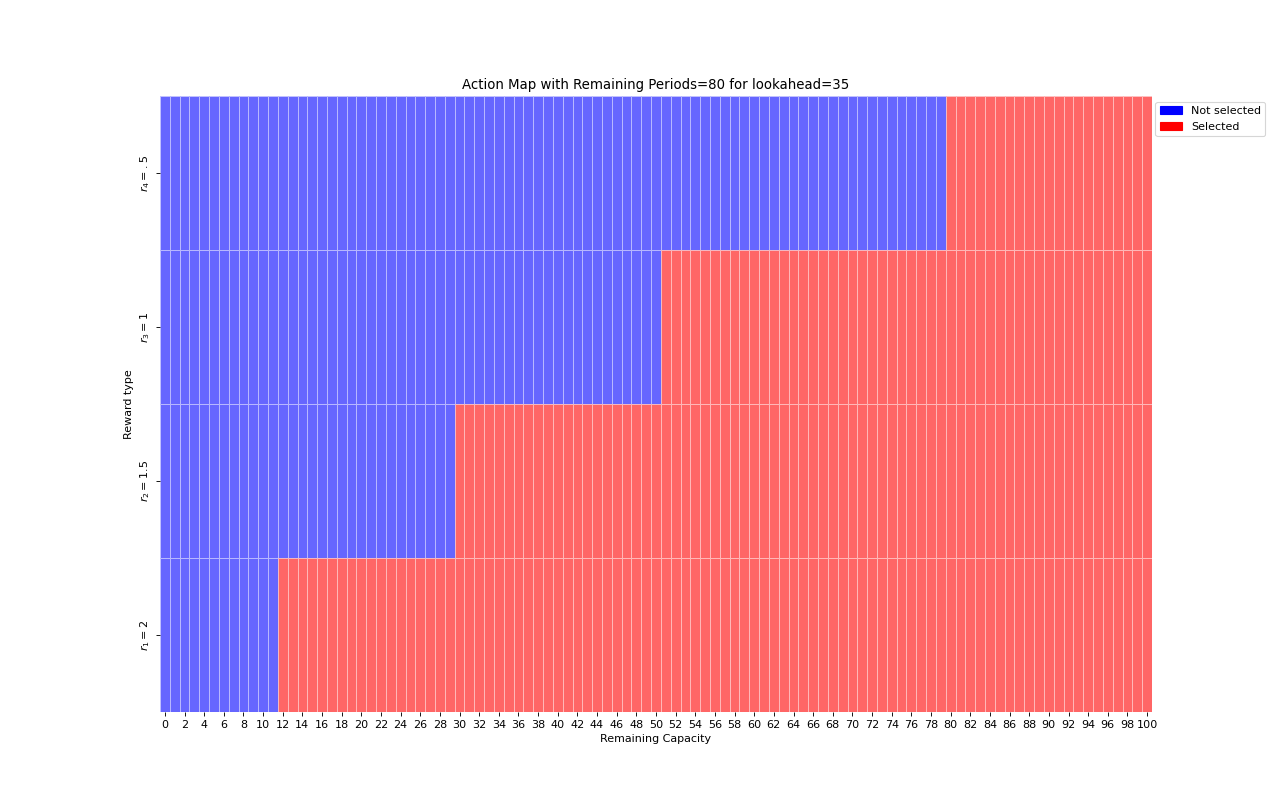 Action Map with Remaining Periods=80 for lookahead=35
Not selected
Selected
r₄ = .5
r₃ = 1
r₂ = 1.5
r₁ = 2
Reward type
0 2 4 6 8 10 12 14 16 18 20 22 24 26 28 30 32 34 36 38 40 42 44 46 48 50 52 54 56 58 60 62 64 66 68 70 72 74 76 78 80 82 84 86 88 90 92 94 96 98 100
Remaining Capacity